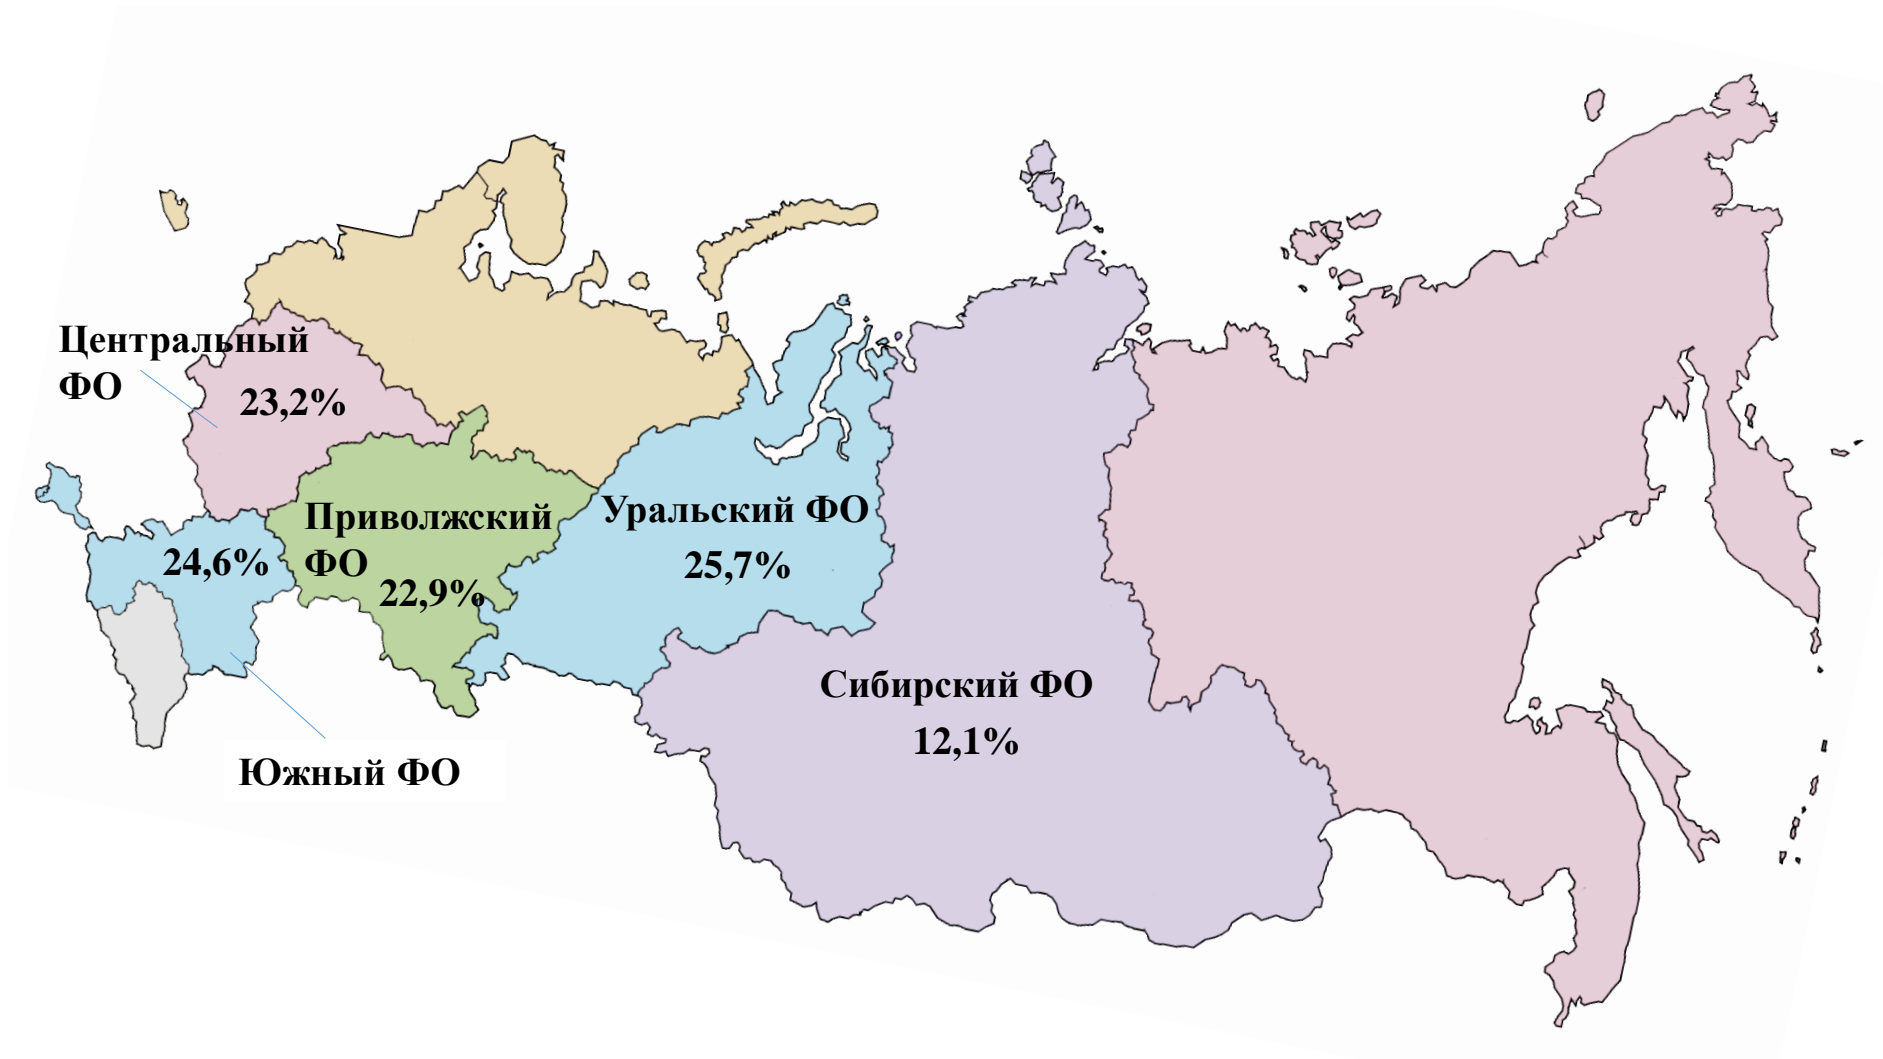 Центральный
ФО
23,2%
Приволжский
ФО
22,9%
Уральский ФО
25,7%
24,6%
Южный ФО
Сибирский ФО
12,1%